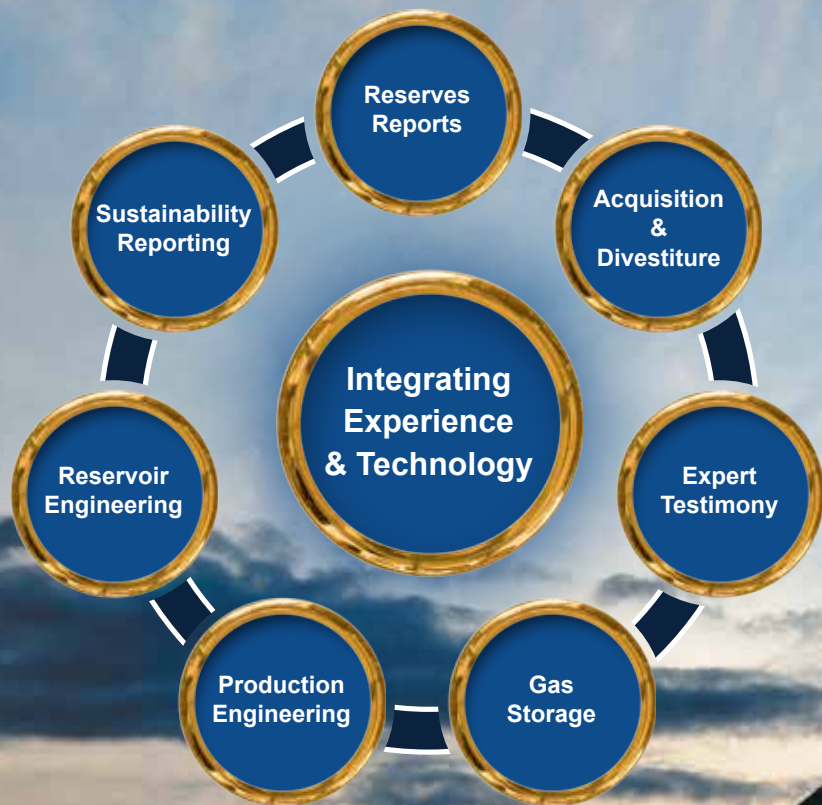 Reserves
Reports
Acquisition
&
Divestiture
Expert
Testimony
Gas
Storage
Production
Engineering
Reservoir
Engineering
Sustainability
Reporting
Integrating
Experience
& Technology